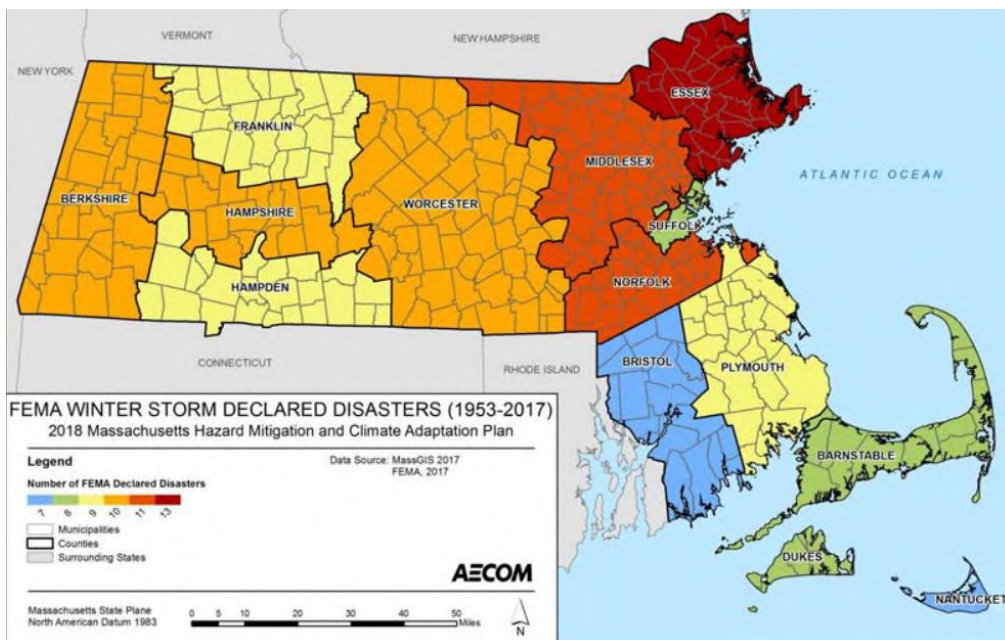 VERMONT
NEW HAMPSHIRE
NEW YORK
ESSEX
FRANKLIN
MIDDLESEX
ATLANTIC OCEAN
BERKSHIRE
HAMPSHIRE
WORCESTER
SUFFOLK
HAMPDEN
NORFOLK
CONNECTICUT
RHODE ISLAND
BRISTOL
PLYMOUTH
BARNSTABLE
DUKES
NANTUCKET
FEMA WINTER STORM DECLARED DISASTERS (1953-2017)
2018 Massachusetts Hazard Mitigation and Climate Adaptation Plan
Legend
Data Source: MassGIS 2017
FEMA, 2017
Number of FEMA Declared Disasters
7 8 9 10 11 13
Municipalities
Counties
Surrounding States
AECOM
Massachusetts State Plane
North American Datum 1983
0 5 10 20 30 40 50
Miles
N